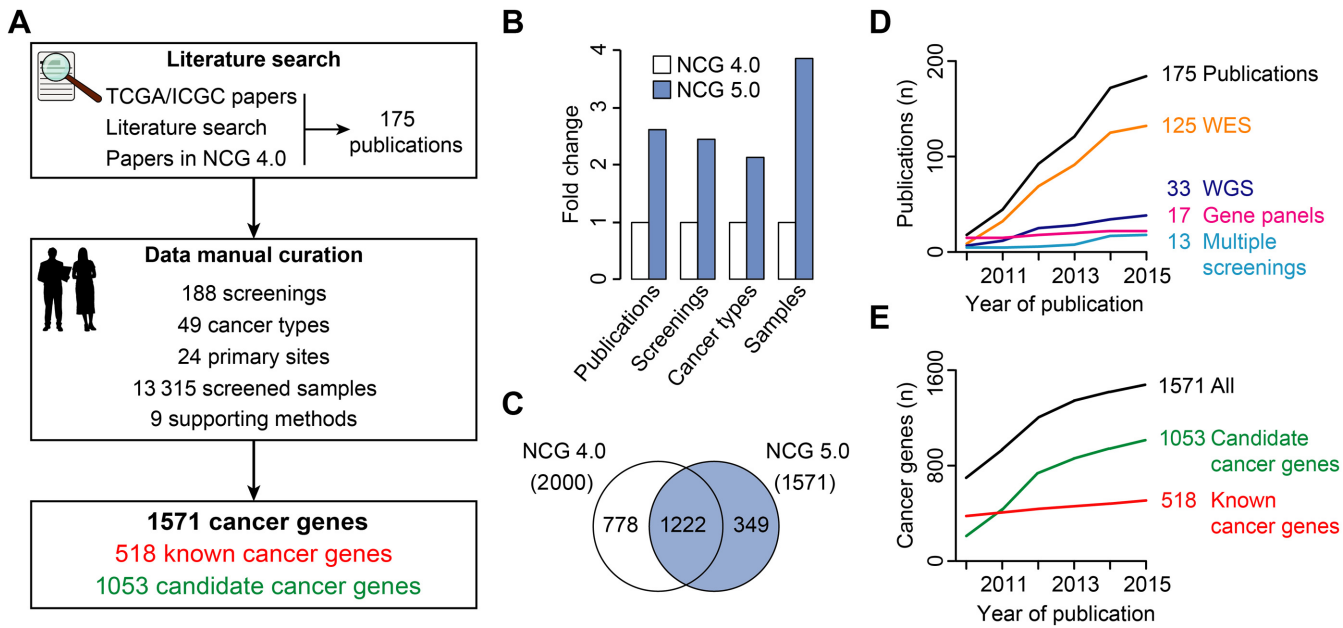 A
Literature search
TCGA/ICGC papers
Literature search
Papers in NCG 4.0
175
publications
Data manual curation
188 screenings
49 cancer types
24 primary sites
13 315 screened samples
9 supporting methods
1571 cancer genes
518 known cancer genes
1053 candidate cancer genes
B
Fold change
4
3
2
1
0
NCG 4.0
NCG 5.0
Publications
Screenings
Cancer types
Samples
C
NCG 4.0
(2000)
NCG 5.0
(1571)
778
1222
349
D
Publications (n)
200
100
0
2011
2013
2015
Year of publication
175 Publications
125 WES
33 WGS
17 Gene panels
13 Multiple
screenings
E
Cancer genes (n)
1600
800
0
2011
2013
2015
Year of publication
1571 All
1053 Candidate
cancer genes
518 Known
cancer genes